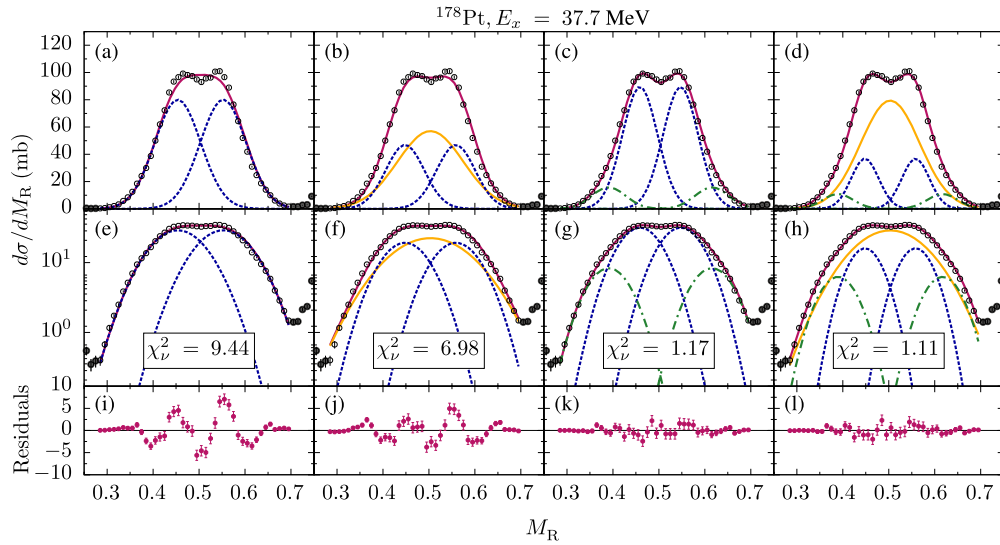 ¹⁷⁸Pt, Eₓ = 37.7 MeV
120
100
80
60
40
20
0
dσ/dM_R (mb)
(a) (b) (c) (d)
10¹
10⁰
10
(e) (f) (g) (h)
χ²_ν = 9.44 χ²_ν = 6.98 χ²_ν = 1.17 χ²_ν = 1.11
Residuals
5
0
−5
−10
(i) (j) (k) (l)
0.3 0.4 0.5 0.6 0.7 0.3 0.4 0.5 0.6 0.7 0.3 0.4 0.5 0.6 0.7 0.3 0.4 0.5 0.6 0.7
M_R